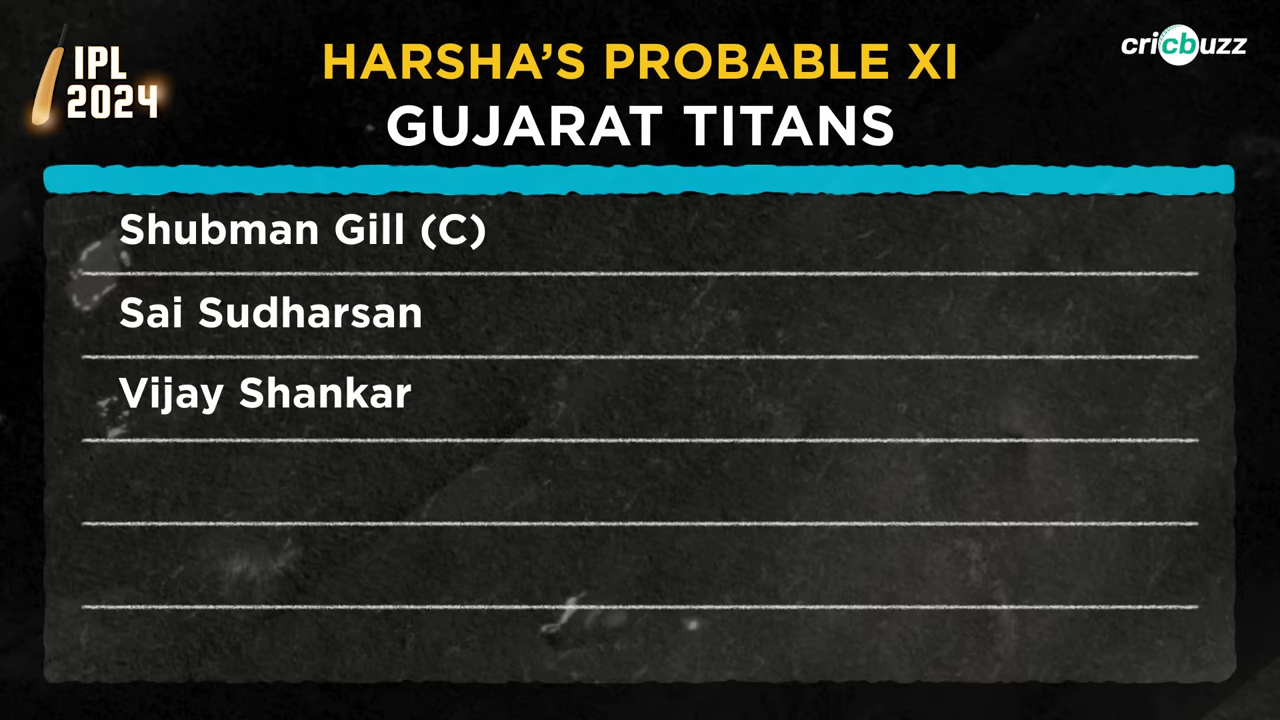 IPL
2024
HARSHA'S PROBABLE XI
GUJARAT TITANS
cricbuzz
Shubman Gill (C)
Sai Sudharsan
Vijay Shankar